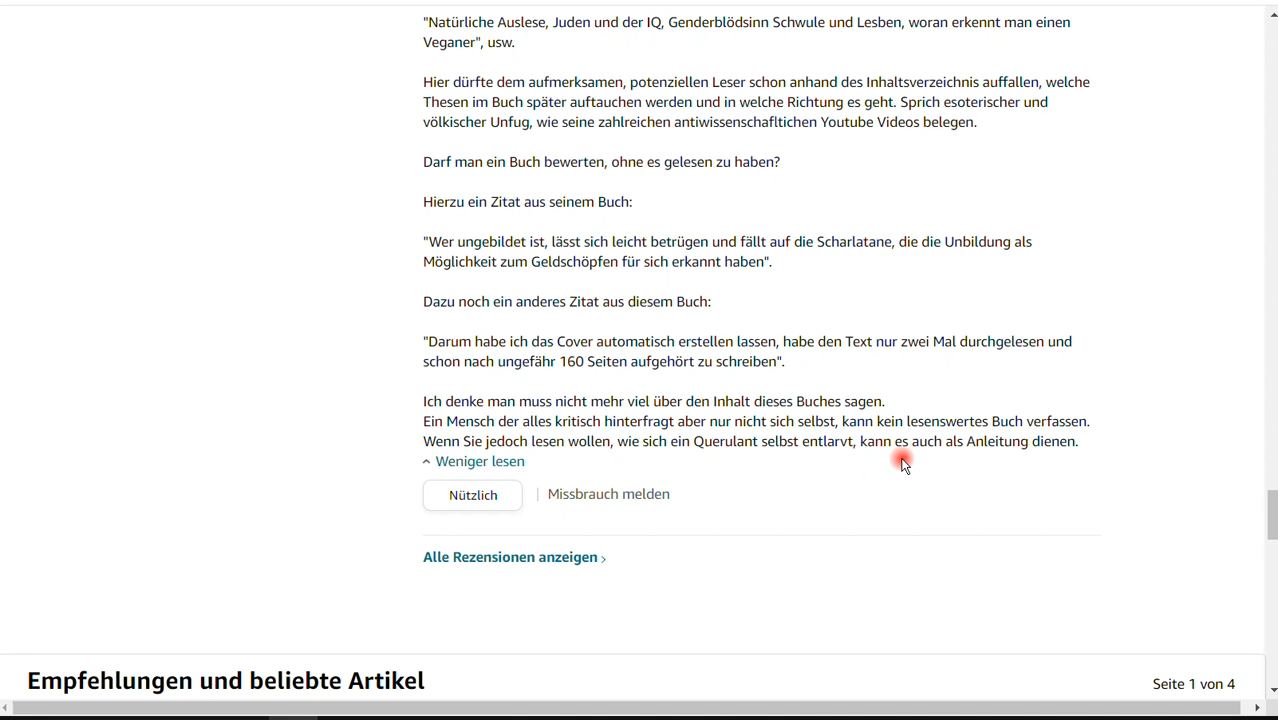 "Natürliche Auslese, Juden und der IQ, Genderblödsinn Schwule und Lesben, woran erkennt man einen
Veganer", usw.
Hier dürfte dem aufmerksamen, potenziellen Leser schon anhand des Inhaltsverzeichnis auffallen, welche
Thesen im Buch später auftauchen werden und in welche Richtung es geht. Sprich esoterischer und
völkischer Unfug, wie seine zahlreichen antiwissenschafltichen Youtube Videos belegen.
Darf man ein Buch bewerten, ohne es gelesen zu haben?
Hierzu ein Zitat aus seinem Buch:
"Wer ungebildet ist, lässt sich leicht betrügen und fällt auf die Scharlatane, die die Unbildung als
Möglichkeit zum Geldschöpfen für sich erkannt haben".
Dazu noch ein anderes Zitat aus diesem Buch:
"Darum habe ich das Cover automatisch erstellen lassen, habe den Text nur zwei Mal durchgelesen und
schon nach ungefähr 160 Seiten aufgehört zu schreiben".
Ich denke man muss nicht mehr viel über den Inhalt dieses Buches sagen.
Ein Mensch der alles kritisch hinterfragt aber nur nicht sich selbst, kann kein lesenswertes Buch verfassen.
Wenn Sie jedoch lesen wollen, wie sich ein Querulant selbst entlarvt, kann es auch als Anleitung dienen.
Weniger lesen
Nützlich | Missbrauch melden
Alle Rezensionen anzeigen ›
Empfehlungen und beliebte Artikel
Seite 1 von 4